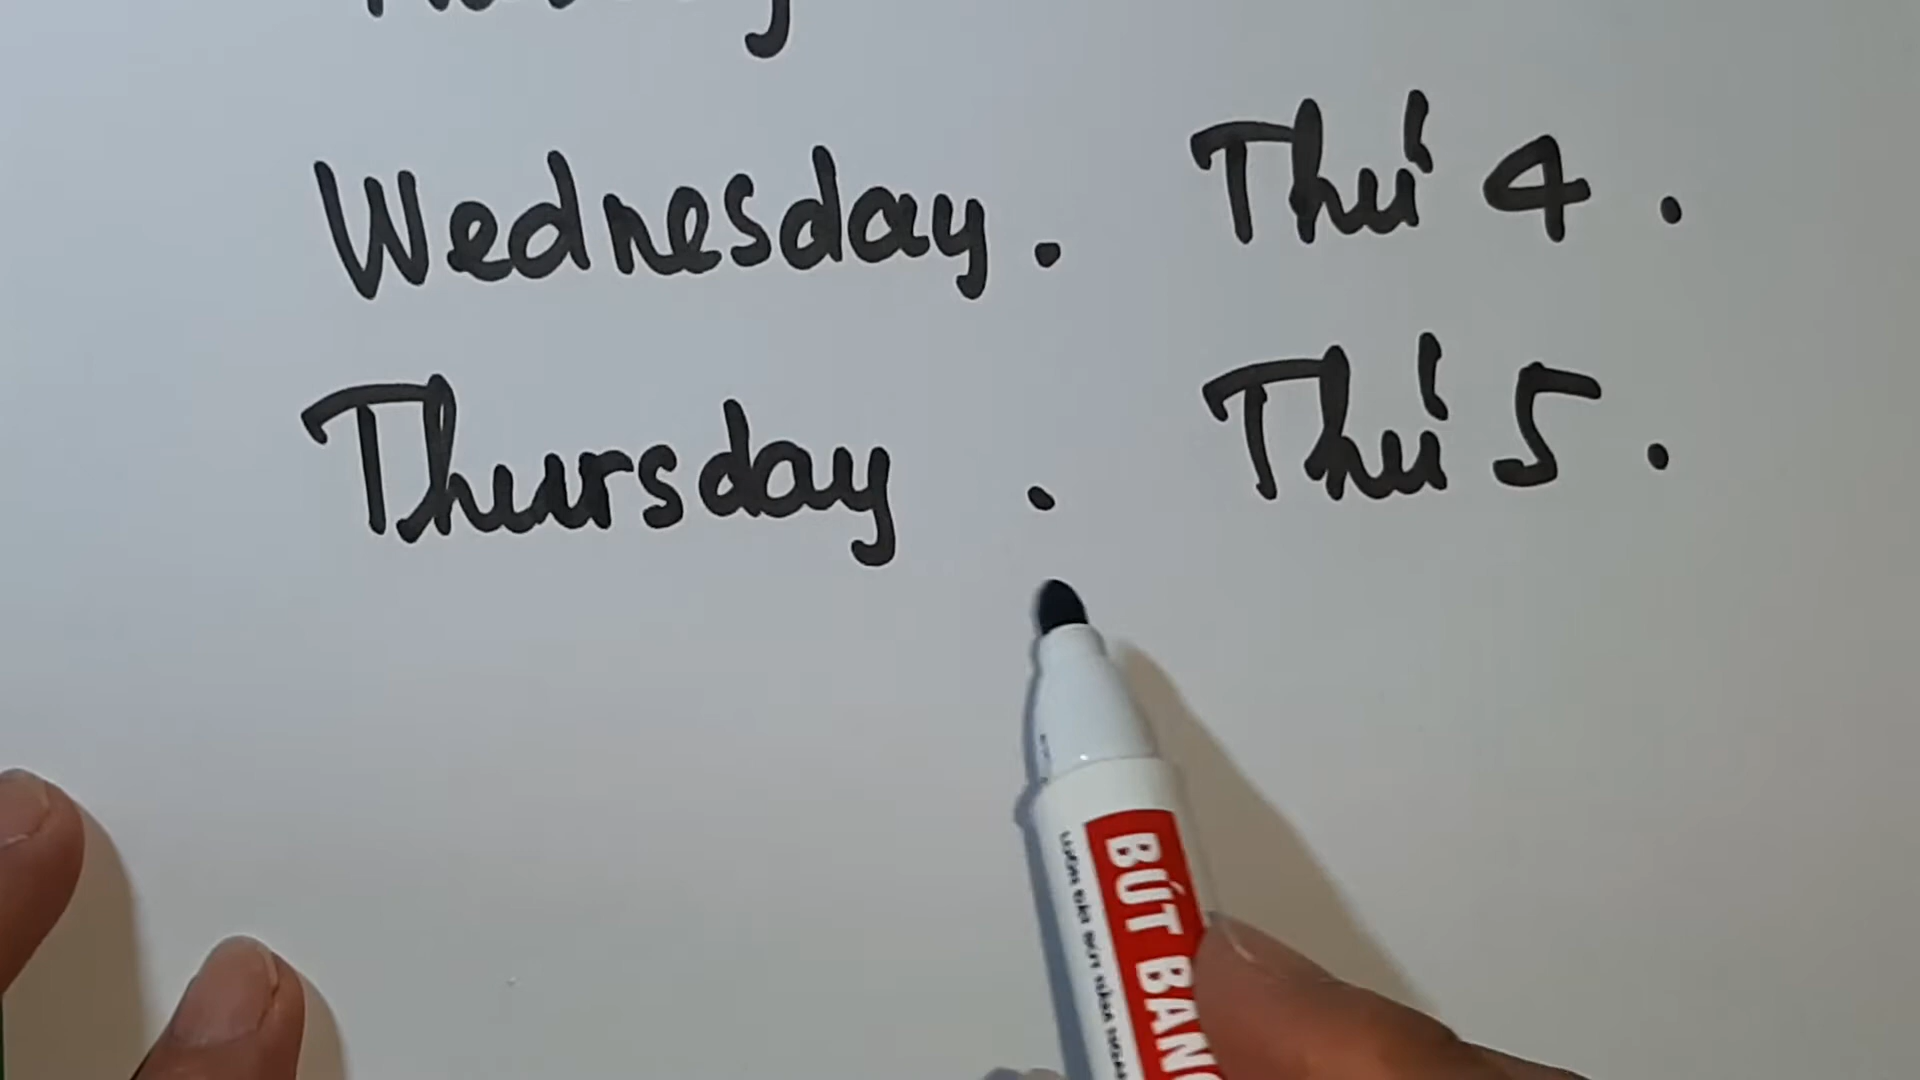 Wednesday. Thứ 4.
Thursday. Thứ 5.
BÚT BẢNG